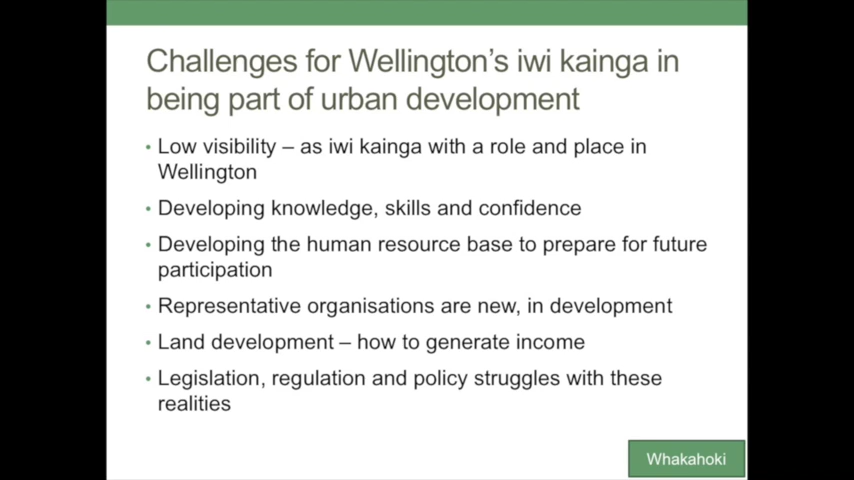 Challenges for Wellington's iwi kainga in
being part of urban development
• Low visibility – as iwi kainga with a role and place in
Wellington
• Developing knowledge, skills and confidence
• Developing the human resource base to prepare for future
participation
• Representative organisations are new, in development
• Land development – how to generate income
• Legislation, regulation and policy struggles with these
realities
Whakahoki